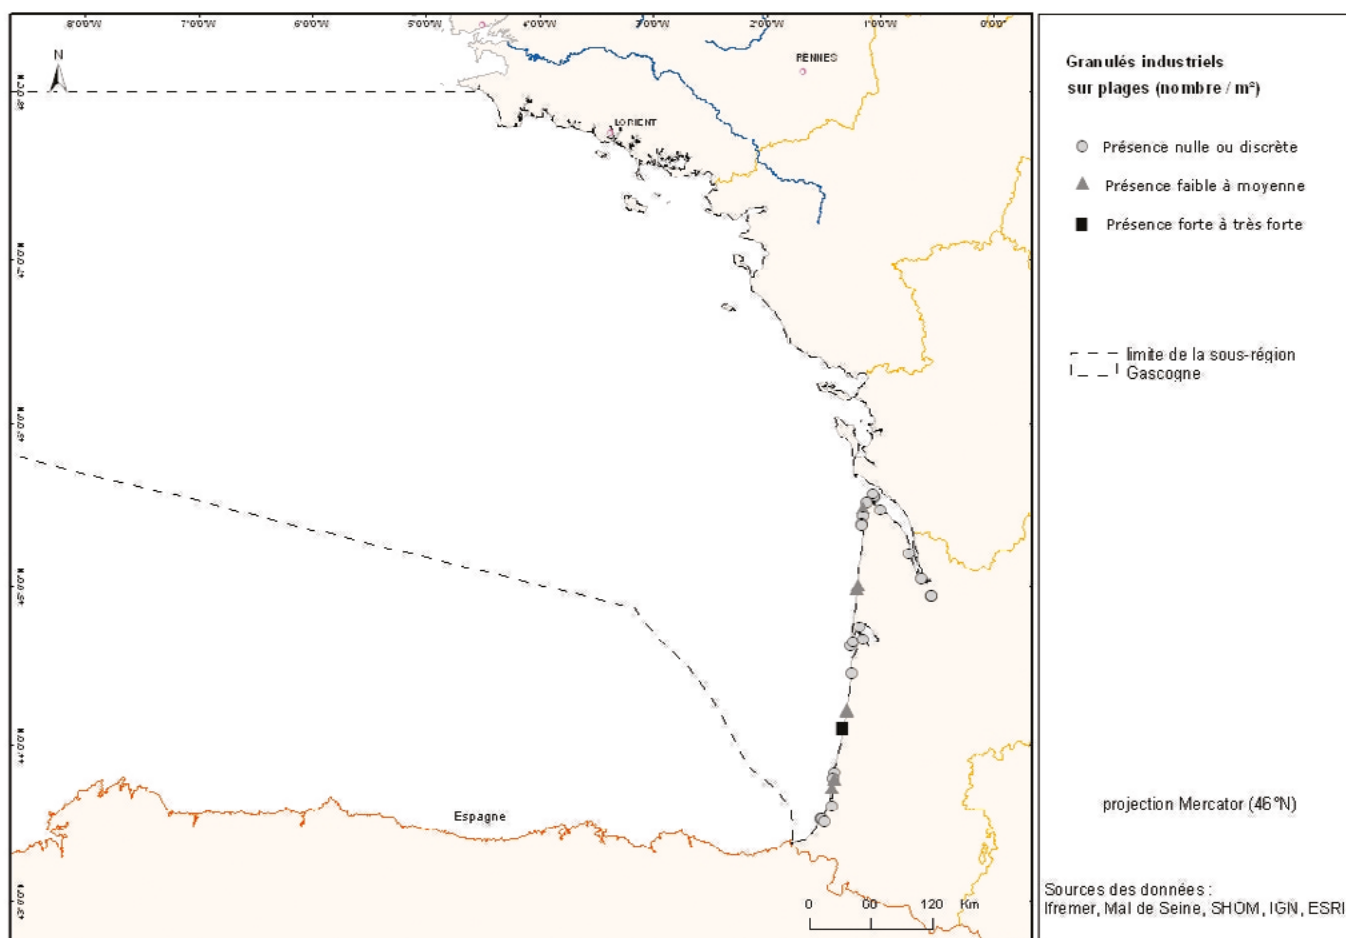 8°0'0"W
7°0'0"W
6°0'0"W
5°0'0"W
4°0'0"W
3°0'0"W
2°0'0"W
1°0'0"W
0°0'0"
N
RENNES
LORIENT
Espagne
0 60 120 Km
Granulés industriels
sur plages (nombre / m²)
Présence nulle ou discrète
Présence faible à moyenne
Présence forte à très forte
limite de la sous-région
Gascogne
projection Mercator (46°N)
Sources des données :
Ifremer, Mal de Seine, SHOM, IGN, ESRI